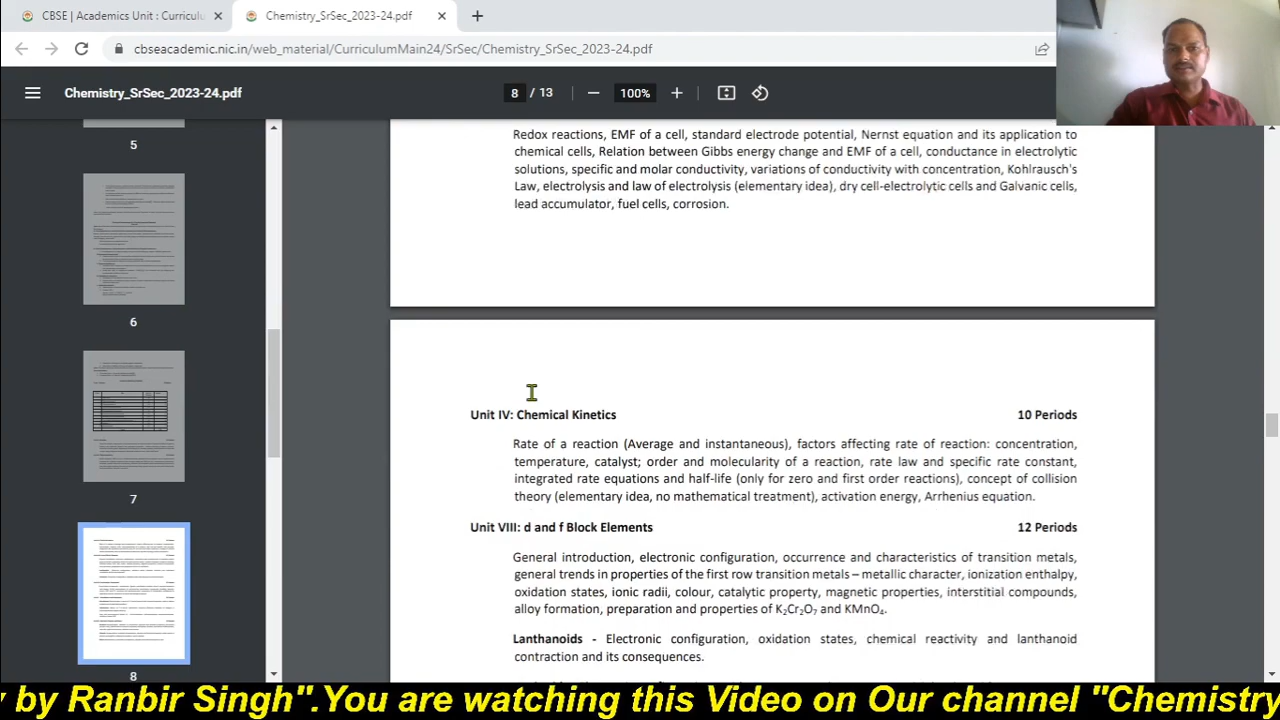 CBSE | Academics Unit : Curricul
Chemistry_SrSec_2023-24.pdf
cbseacademic.nic.in/web_material/CurriculumMain24/SrSec/Chemistry_SrSec_2023-24.pdf
Chemistry_SrSec_2023-24.pdf
8 / 13
100%
5
6
7
8
Redox reactions, EMF of a cell, standard electrode potential, Nernst equation and its application to
chemical cells, Relation between Gibbs energy change and EMF of a cell, conductance in electrolytic
solutions, specific and molar conductivity, variations of conductivity with concentration, Kohlrausch's
Law, electrolysis and law of electrolysis (elementary idea), dry cell-electrolytic cells and Galvanic cells,
lead accumulator, fuel cells, corrosion.
Unit IV: Chemical Kinetics 10 Periods
Rate of a reaction (Average and instantaneous), factors affecting rate of reaction: concentration,
temperature, catalyst; order and molecularity of a reaction, rate law and specific rate constant,
integrated rate equations and half-life (only for zero and first order reactions), concept of collision
theory (elementary idea, no mathematical treatment), activation energy, Arrhenius equation.
Unit VIII: d and f Block Elements 12 Periods
General introduction, electronic configuration, occurrence and characteristics of transition metals,
general trends in properties of the first row transition metals – metallic character, ionization enthalpy,
oxidation states, ionic radii, colour, catalytic property, magnetic properties, interstitial compounds,
alloy formation, preparation and properties of K₂Cr₂O₇ and KMnO₄.
Lanthanoids - Electronic configuration, oxidation states, chemical reactivity and lanthanoid
contraction and its consequences.
y by Ranbir Singh".You are watching this Video on Our channel "Chemistry